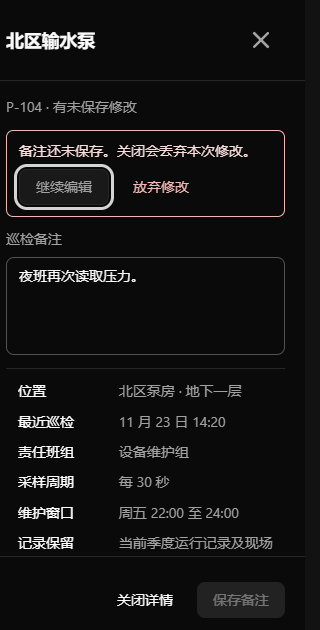 北区输水泵
P-104 · 有未保存修改
备注还未保存。关闭会丢弃本次修改。
继续编辑 放弃修改
巡检备注
夜班再次读取压力。
位置 北区泵房 · 地下一层
最近巡检 11 月 23 日 14:20
责任班组 设备维护组
采样周期 每 30 秒
维护窗口 周五 22:00 至 24:00
记录保留 当前季度运行记录及现场
关闭详情 保存备注